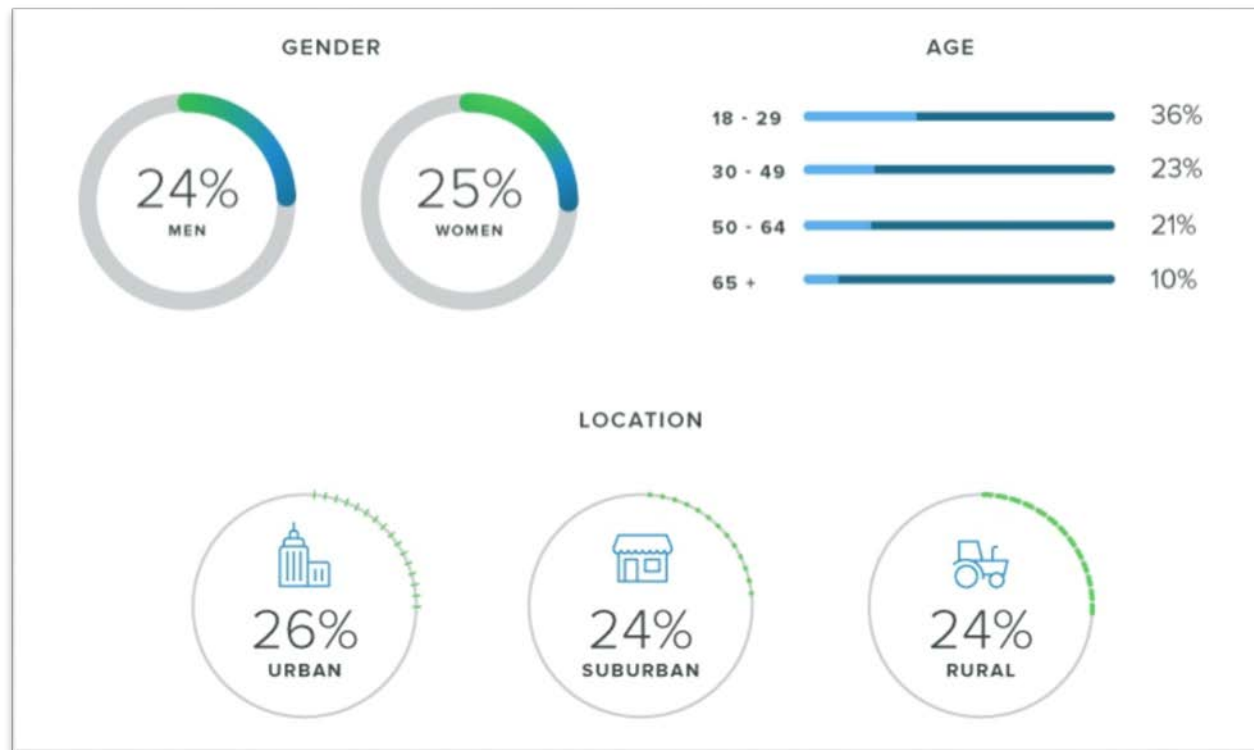 GENDER
24%
MEN
25%
WOMEN
AGE
18 - 29 36%
30 - 49 23%
50 - 64 21%
65 + 10%
LOCATION
26%
URBAN
24%
SUBURBAN
24%
RURAL